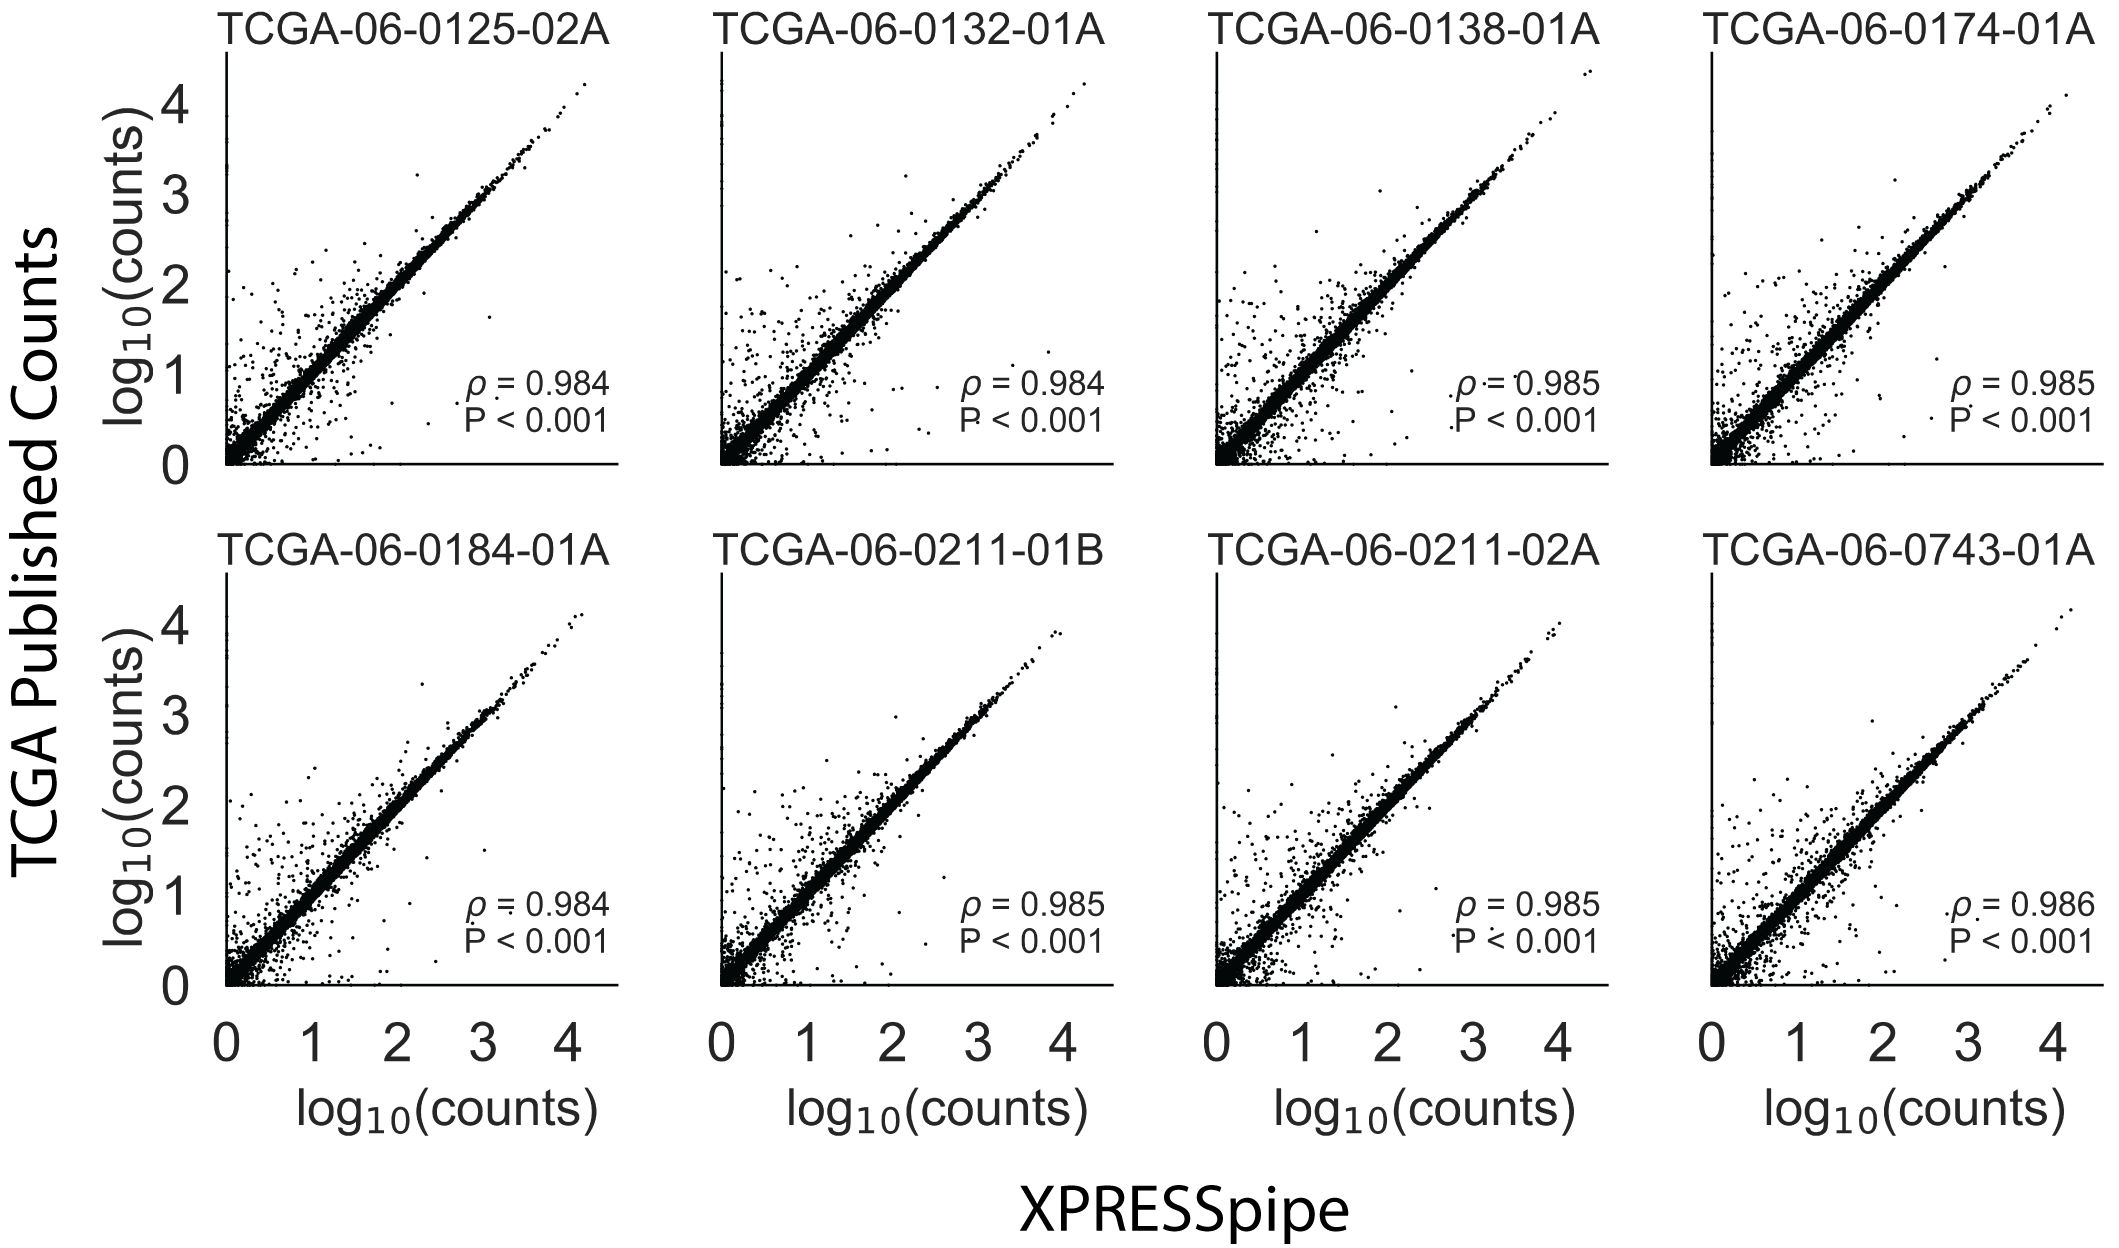 TCGA Published Counts
TCGA-06-0125-02A
log10(counts)
4
3
2
1
0
ρ = 0.984
P < 0.001
TCGA-06-0132-01A
ρ = 0.984
P < 0.001
TCGA-06-0138-01A
ρ = 0.985
P < 0.001
TCGA-06-0174-01A
ρ = 0.985
P < 0.001
TCGA-06-0184-01A
log10(counts)
4
3
2
1
0
ρ = 0.984
P < 0.001
0 1 2 3 4
log10(counts)
TCGA-06-0211-01B
ρ = 0.985
P < 0.001
0 1 2 3 4
log10(counts)
TCGA-06-0211-02A
ρ = 0.985
P < 0.001
0 1 2 3 4
log10(counts)
TCGA-06-0743-01A
ρ = 0.986
P < 0.001
0 1 2 3 4
log10(counts)
XPRESSpipe